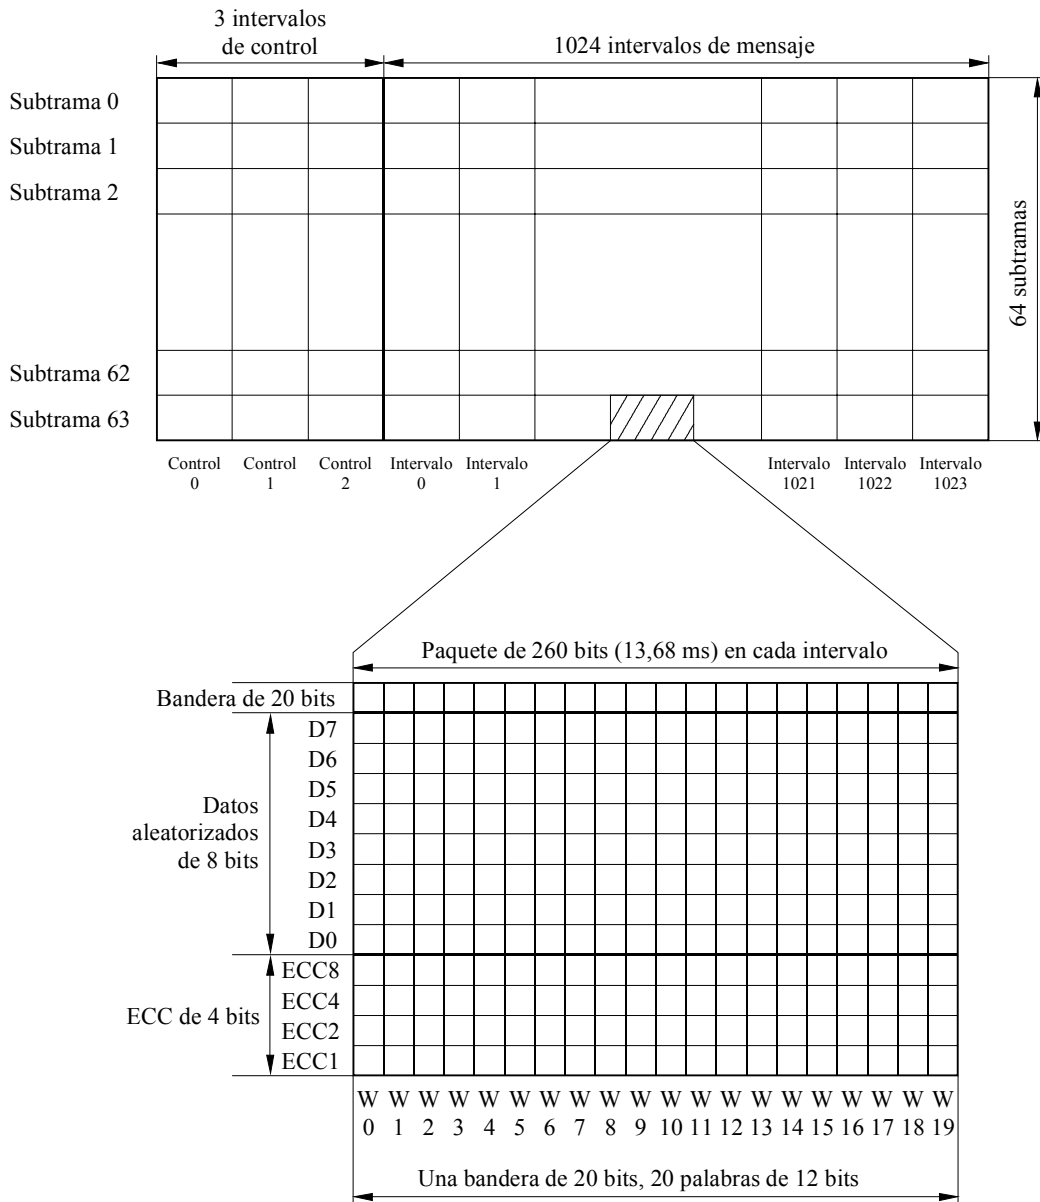 3 intervalos
de control
1024 intervalos de mensaje
Subtrama 0
Subtrama 1
Subtrama 2
64 subtramas
Subtrama 62
Subtrama 63
Control
0
Control
1
Control
2
Intervalo
0
Intervalo
1
Intervalo
1021
Intervalo
1022
Intervalo
1023
Paquete de 260 bits (13,68 ms) en cada intervalo
Bandera de 20 bits
D7
D6
D5
D4
D3
D2
D1
D0
Datos
aleatorizados
de 8 bits
ECC8
ECC4
ECC2
ECC1
ECC de 4 bits
W W W W W W W W W W W W W W W W W W W W
0 1 2 3 4 5 6 7 8 9 10 11 12 13 14 15 16 17 18 19
Una bandera de 20 bits, 20 palabras de 12 bits